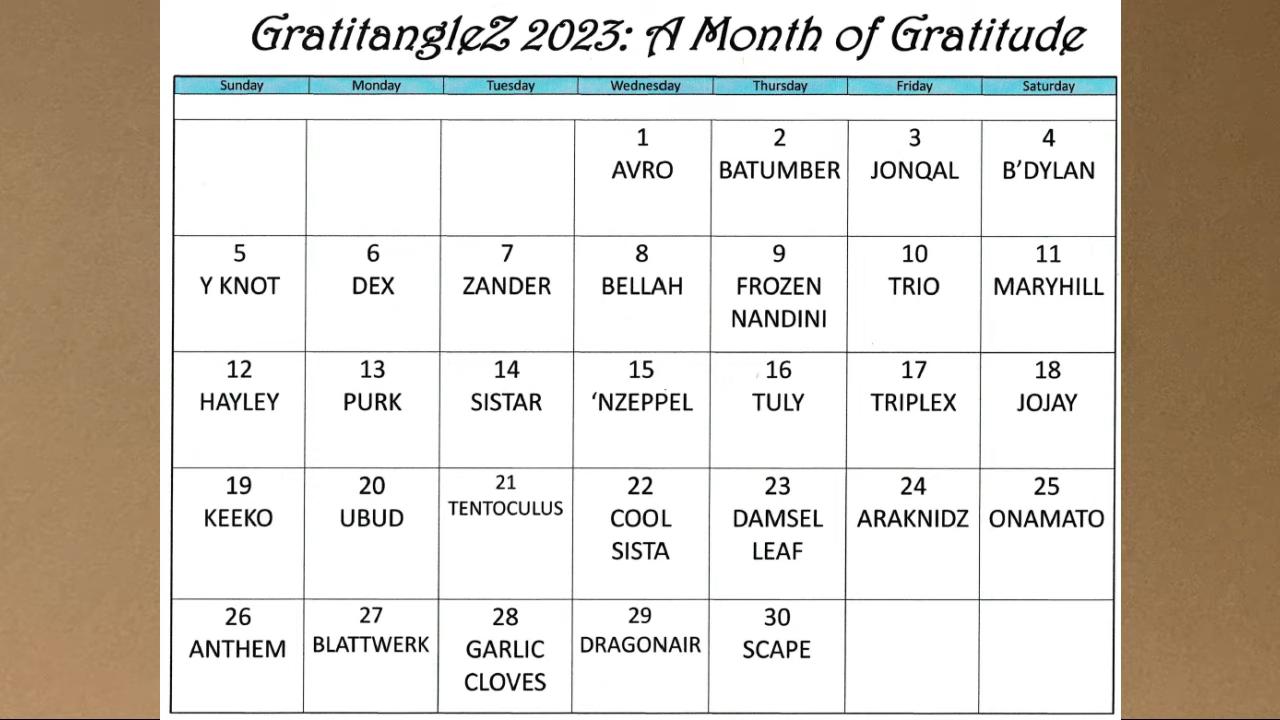 GratitangleZ 2023: A Month of Gratitude
Sunday Monday Tuesday Wednesday Thursday Friday Saturday
1 2 3 4
AVRO BATUMBER JONQAL B’DYLAN
5 6 7 8 9 10 11
Y KNOT DEX ZANDER BELLAH FROZEN TRIO MARYHILL
NANDINI
12 13 14 15 16 17 18
HAYLEY PURK SISTAR ‘NZEPPEL TULY TRIPLEX JOJAY
19 20 21 22 23 24 25
KEEKO UBUD TENTOCULUS COOL DAMSEL ARAKNIDZ ONAMATO
SISTA LEAF
26 27 28 29 30
ANTHEM BLATTWERK GARLIC DRAGONAIR SCAPE
CLOVES